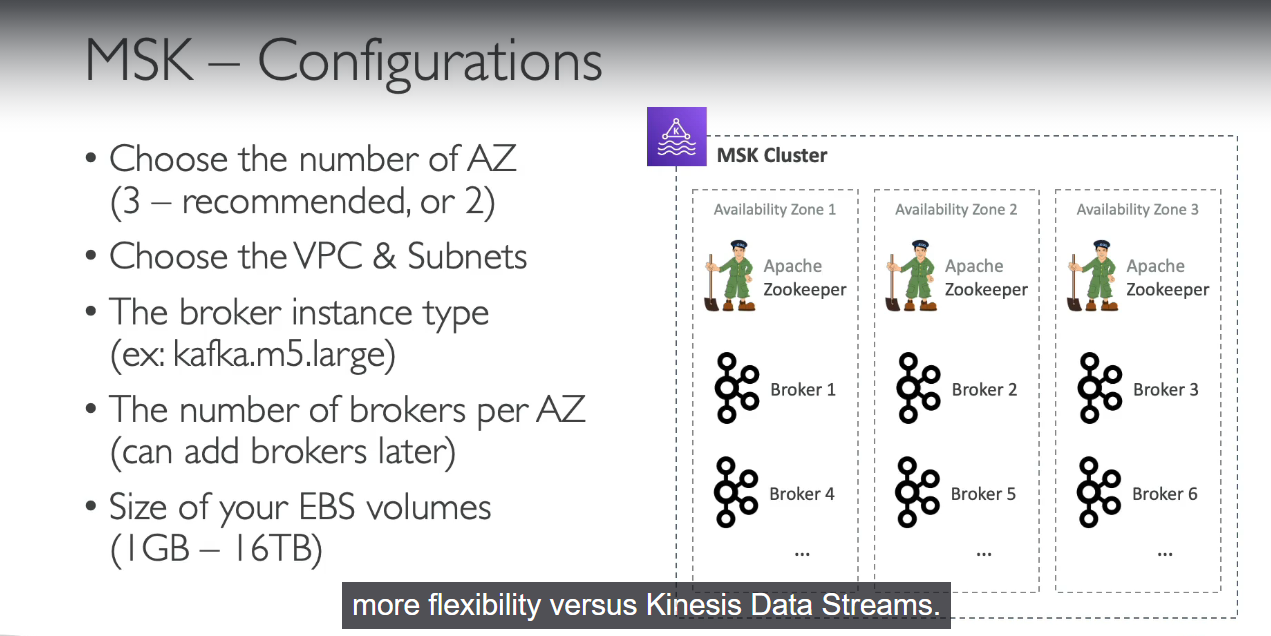 MSK – Configurations
• Choose the number of AZ
(3 – recommended, or 2)
• Choose the VPC & Subnets
• The broker instance type
(ex: kafka.m5.large)
• The number of brokers per AZ
(can add brokers later)
• Size of your EBS volumes
(1GB – 16TB)
K
MSK Cluster
Availability Zone 1
Apache
Zookeeper
Broker 1
Broker 4
...
Availability Zone 2
Apache
Zookeeper
Broker 2
Broker 5
...
Availability Zone 3
Apache
Zookeeper
Broker 3
Broker 6
...
more flexibility versus Kinesis Data Streams.